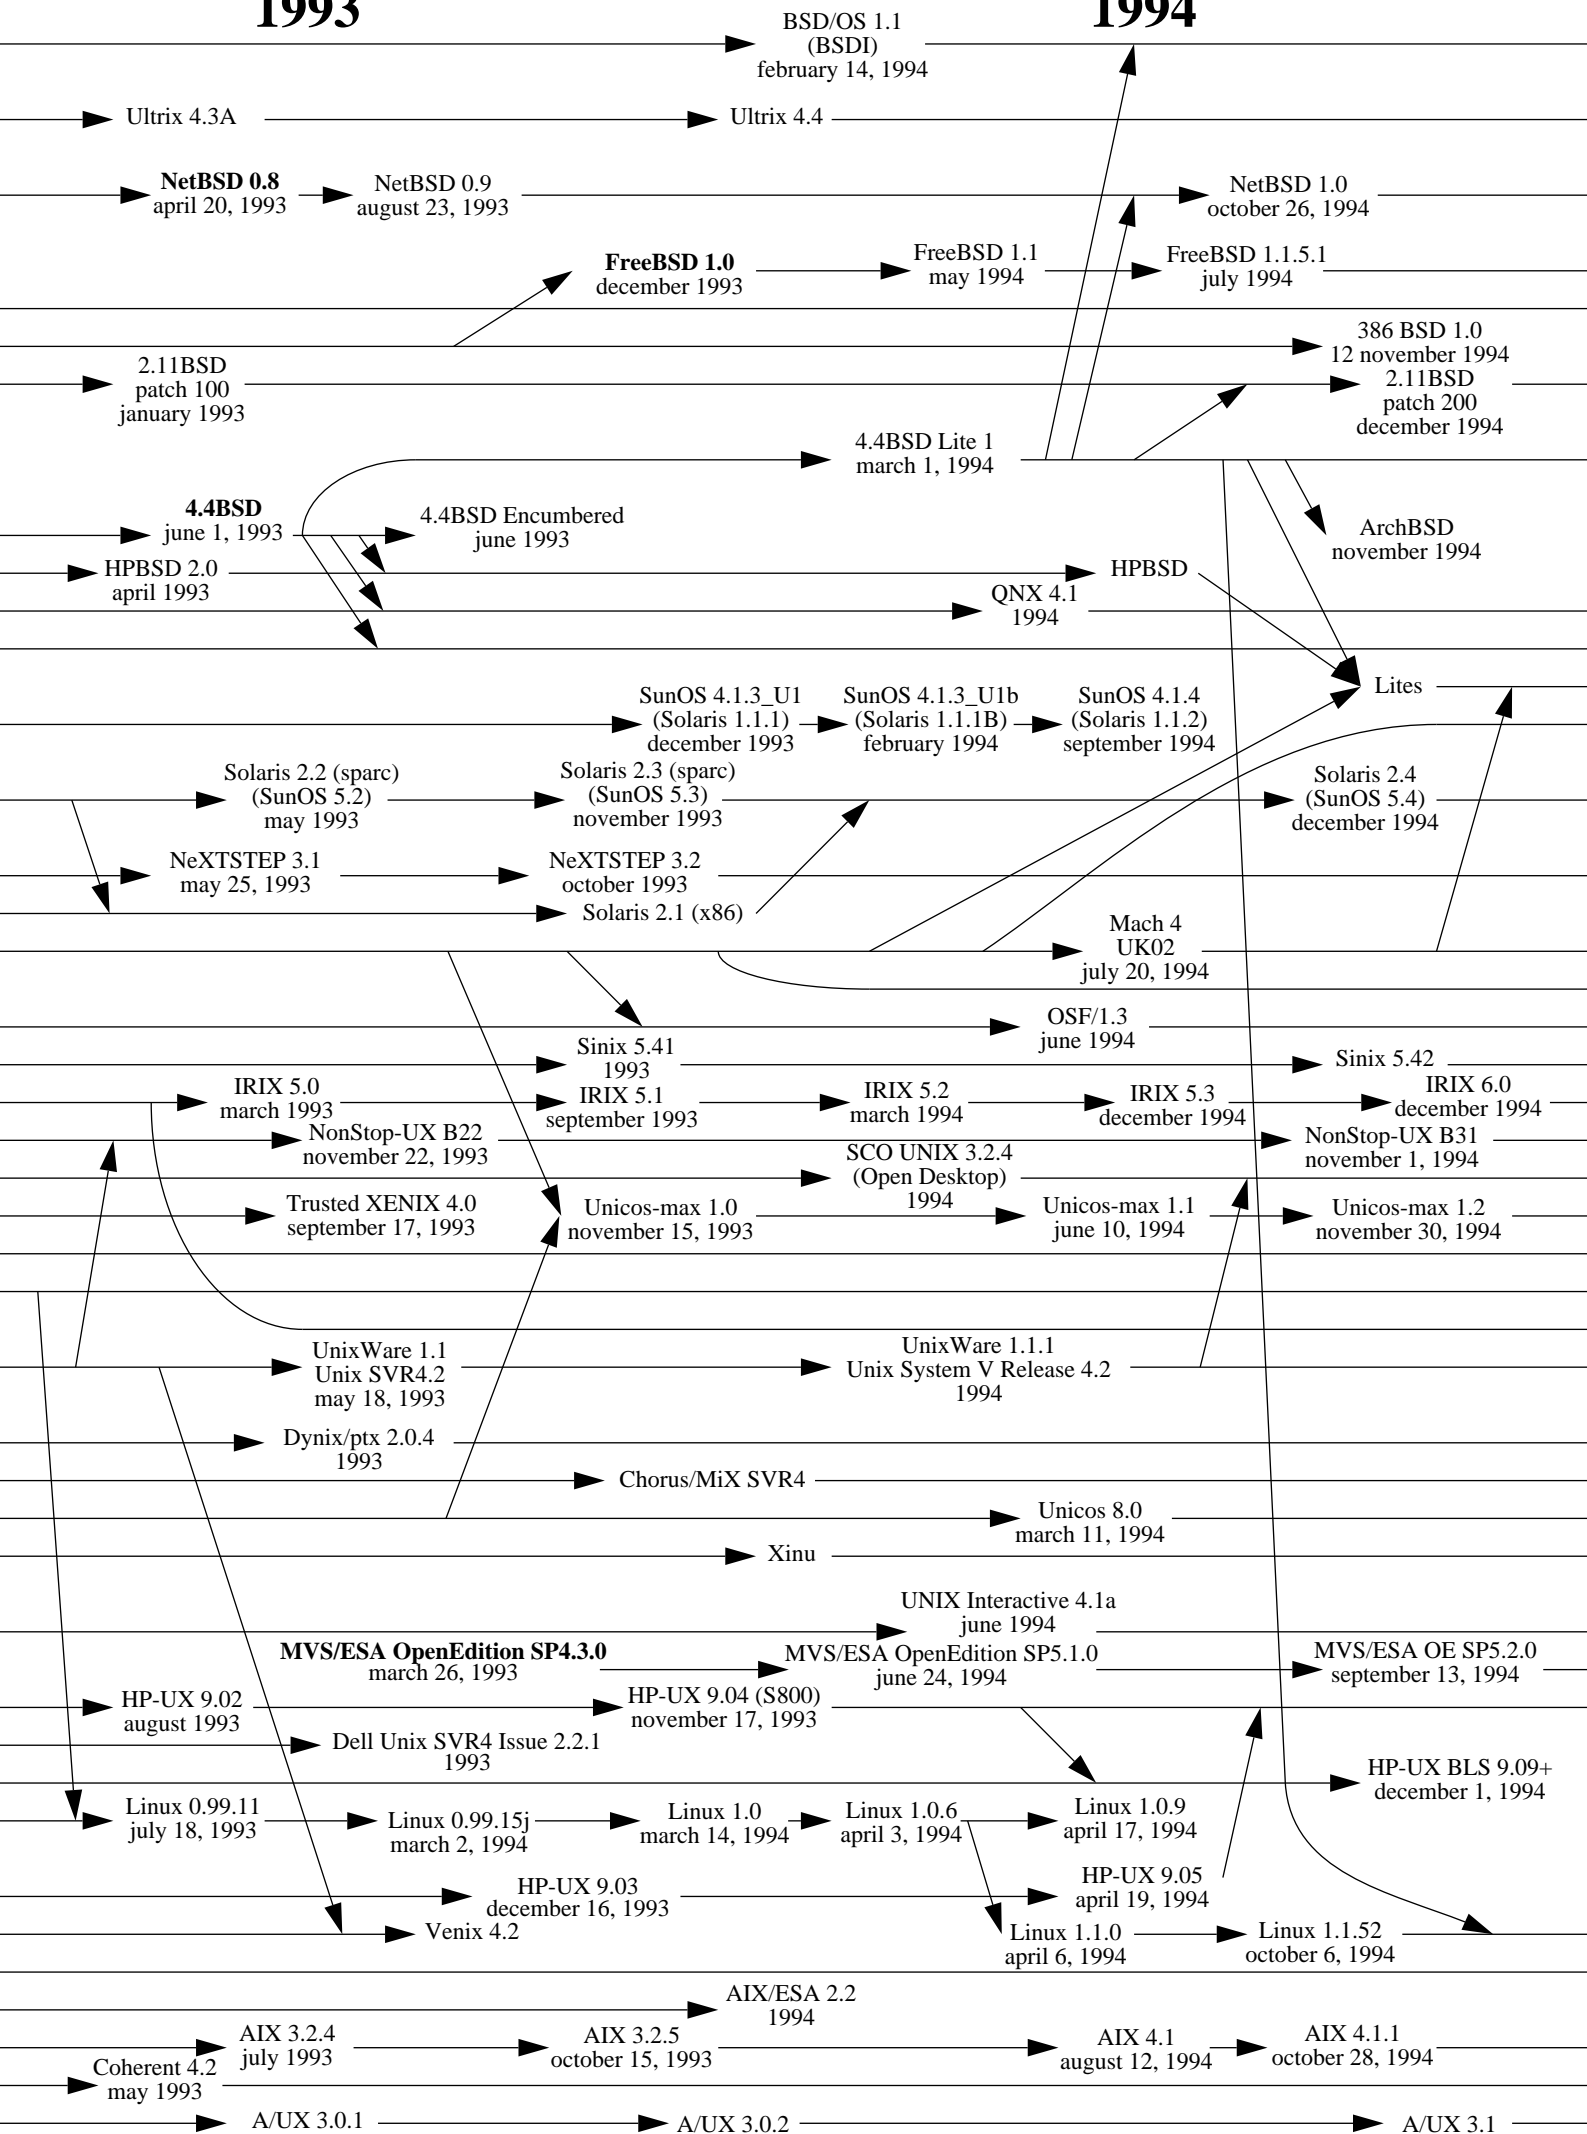 1993
1994
BSD/OS 1.1
(BSDI)
february 14, 1994
Ultrix 4.3A
Ultrix 4.4
NetBSD 0.8
april 20, 1993
NetBSD 0.9
august 23, 1993
NetBSD 1.0
october 26, 1994
FreeBSD 1.0
december 1993
FreeBSD 1.1
may 1994
FreeBSD 1.1.5.1
july 1994
386 BSD 1.0
12 november 1994
2.11BSD
patch 100
january 1993
2.11BSD
patch 200
december 1994
4.4BSD Lite 1
march 1, 1994
4.4BSD
june 1, 1993
4.4BSD Encumbered
june 1993
ArchBSD
november 1994
HPBSD 2.0
april 1993
HPBSD
QNX 4.1
1994
Lites
SunOS 4.1.3_U1
(Solaris 1.1.1)
december 1993
SunOS 4.1.3_U1b
(Solaris 1.1.1B)
february 1994
SunOS 4.1.4
(Solaris 1.1.2)
september 1994
Solaris 2.2 (sparc)
(SunOS 5.2)
may 1993
Solaris 2.3 (sparc)
(SunOS 5.3)
november 1993
Solaris 2.4
(SunOS 5.4)
december 1994
NeXTSTEP 3.1
may 25, 1993
NeXTSTEP 3.2
october 1993
Solaris 2.1 (x86)
Mach 4
UK02
july 20, 1994
OSF/1.3
june 1994
Sinix 5.41
1993
Sinix 5.42
IRIX 5.0
march 1993
IRIX 5.1
september 1993
IRIX 5.2
march 1994
IRIX 5.3
december 1994
IRIX 6.0
december 1994
NonStop-UX B22
november 22, 1993
NonStop-UX B31
november 1, 1994
SCO UNIX 3.2.4
(Open Desktop)
1994
Trusted XENIX 4.0
september 17, 1993
Unicos-max 1.0
november 15, 1993
Unicos-max 1.1
june 10, 1994
Unicos-max 1.2
november 30, 1994
UnixWare 1.1
Unix SVR4.2
may 18, 1993
UnixWare 1.1.1
Unix System V Release 4.2
1994
Dynix/ptx 2.0.4
1993
Chorus/MiX SVR4
Unicos 8.0
march 11, 1994
Xinu
UNIX Interactive 4.1a
june 1994
MVS/ESA OpenEdition SP4.3.0
march 26, 1993
MVS/ESA OpenEdition SP5.1.0
june 24, 1994
MVS/ESA OE SP5.2.0
september 13, 1994
HP-UX 9.02
august 1993
HP-UX 9.04 (S800)
november 17, 1993
Dell Unix SVR4 Issue 2.2.1
1993
HP-UX BLS 9.09+
december 1, 1994
Linux 0.99.11
july 18, 1993
Linux 0.99.15j
march 2, 1994
Linux 1.0
march 14, 1994
Linux 1.0.6
april 3, 1994
Linux 1.0.9
april 17, 1994
HP-UX 9.03
december 16, 1993
HP-UX 9.05
april 19, 1994
Venix 4.2
Linux 1.1.0
april 6, 1994
Linux 1.1.52
october 6, 1994
AIX/ESA 2.2
1994
AIX 3.2.4
july 1993
AIX 3.2.5
october 15, 1993
AIX 4.1
august 12, 1994
AIX 4.1.1
october 28, 1994
Coherent 4.2
may 1993
A/UX 3.0.1
A/UX 3.0.2
A/UX 3.1